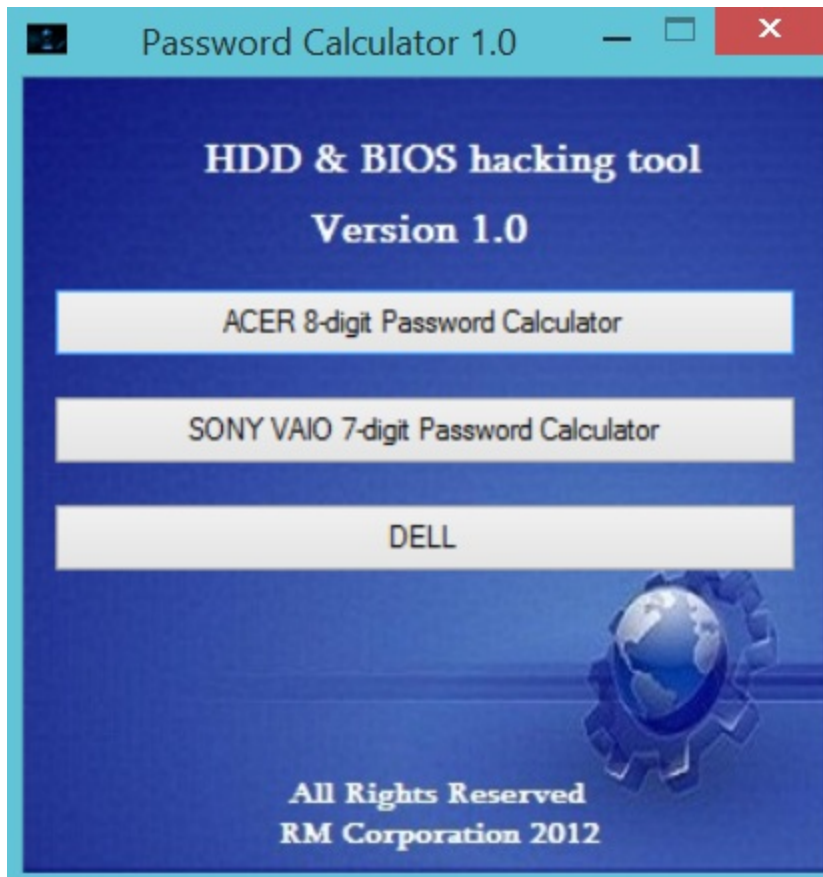 Password Calculator 1.0
HDD & BIOS hacking tool
Version 1.0
ACER 8-digit Password Calculator
SONY VAIO 7-digit Password Calculator
DELL
All Rights Reserved
RM Corporation 2012